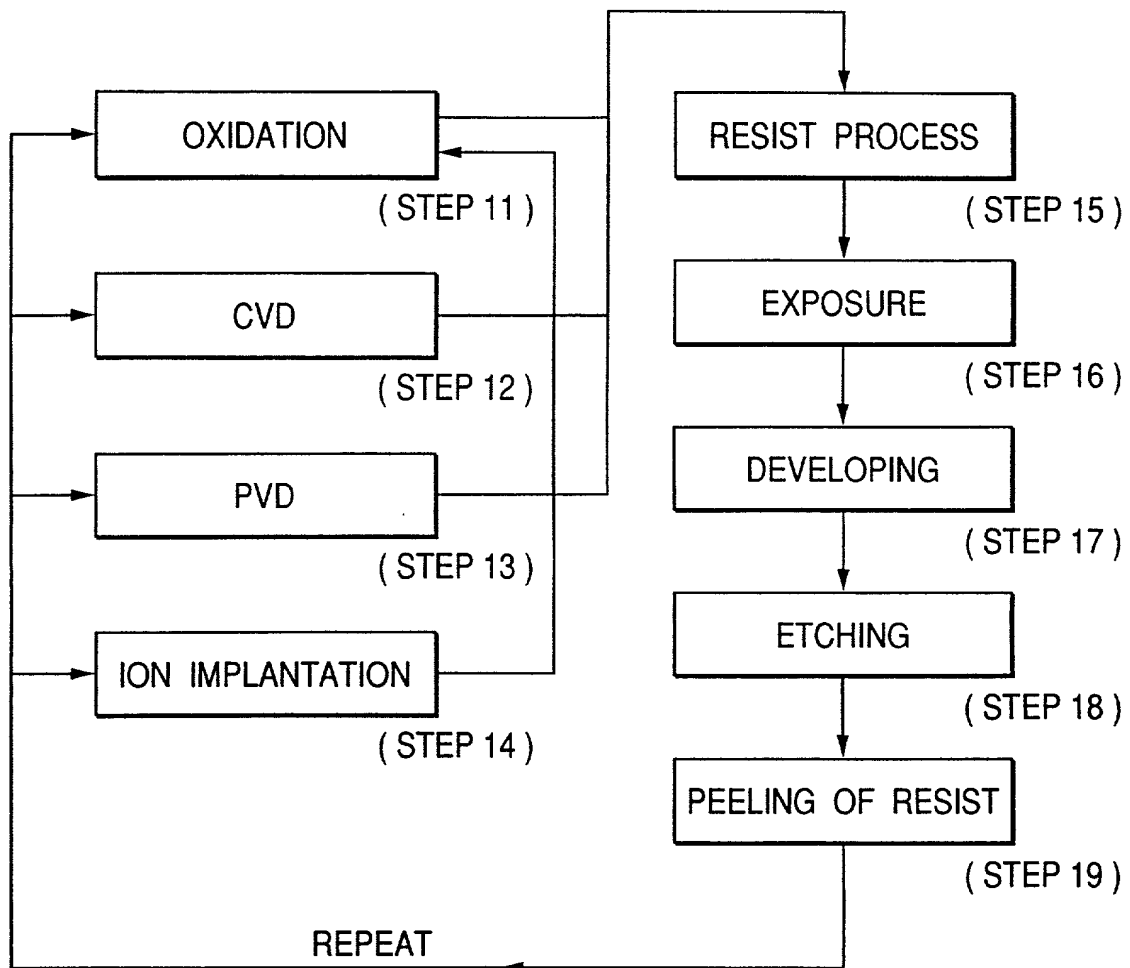 OXIDATION
( STEP 11 )
CVD
( STEP 12 )
PVD
( STEP 13 )
ION IMPLANTATION
( STEP 14 )
RESIST PROCESS
( STEP 15 )
EXPOSURE
( STEP 16 )
DEVELOPING
( STEP 17 )
ETCHING
( STEP 18 )
PEELING OF RESIST
( STEP 19 )
REPEAT